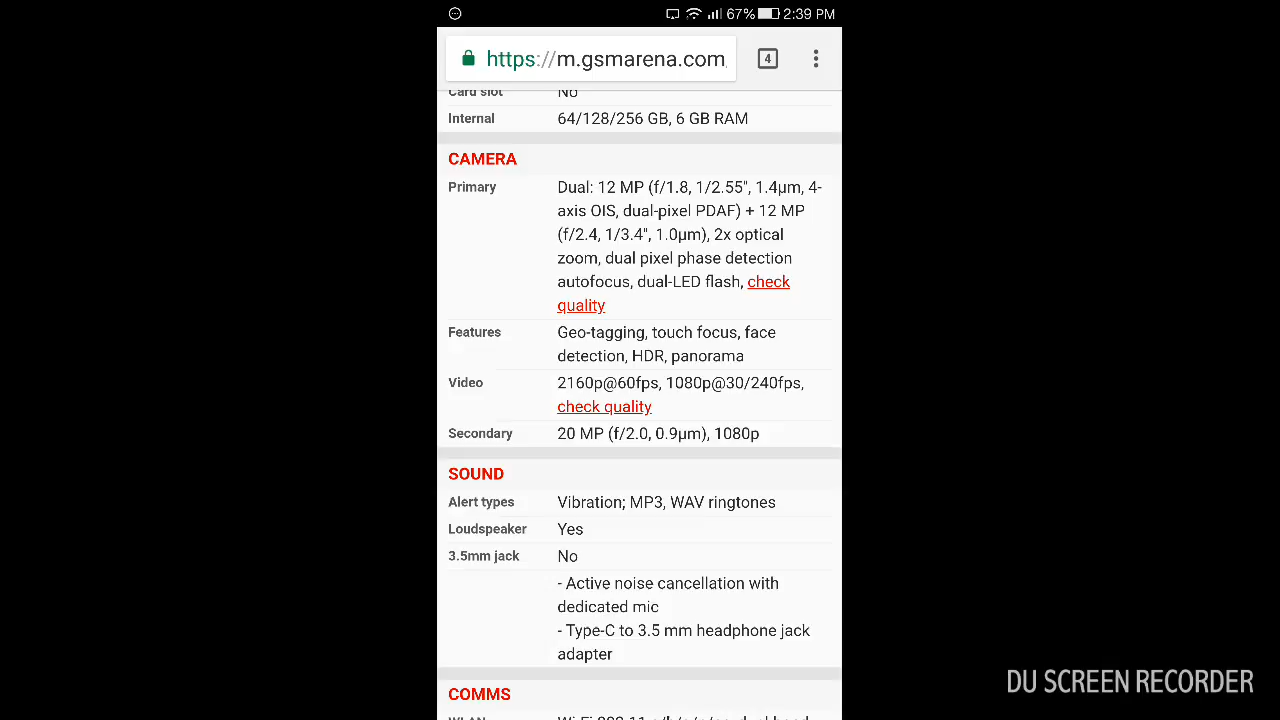 67% 2:39 PM
https://m.gsmarena.com 4
Card slot No
Internal 64/128/256 GB, 6 GB RAM
CAMERA
Primary Dual: 12 MP (f/1.8, 1/2.55", 1.4µm, 4-
axis OIS, dual-pixel PDAF) + 12 MP
(f/2.4, 1/3.4", 1.0µm), 2x optical
zoom, dual pixel phase detection
autofocus, dual-LED flash, check
quality
Features Geo-tagging, touch focus, face
detection, HDR, panorama
Video 2160p@60fps, 1080p@30/240fps,
check quality
Secondary 20 MP (f/2.0, 0.9µm), 1080p
SOUND
Alert types Vibration; MP3, WAV ringtones
Loudspeaker Yes
3.5mm jack No
- Active noise cancellation with
dedicated mic
- Type-C to 3.5 mm headphone jack
adapter
COMMS
DU SCREEN RECORDER